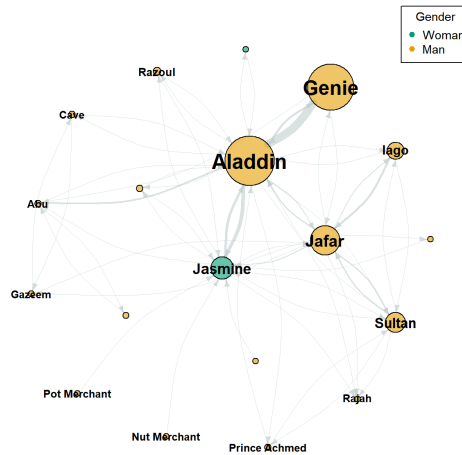 Gender
Woman
Man
Razoul
Genie
Cave
Iago
Aladdin
Abu
Jafar
Jasmine
Gazeem
Sultan
Pot Merchant
Rajah
Nut Merchant
Prince Achmed